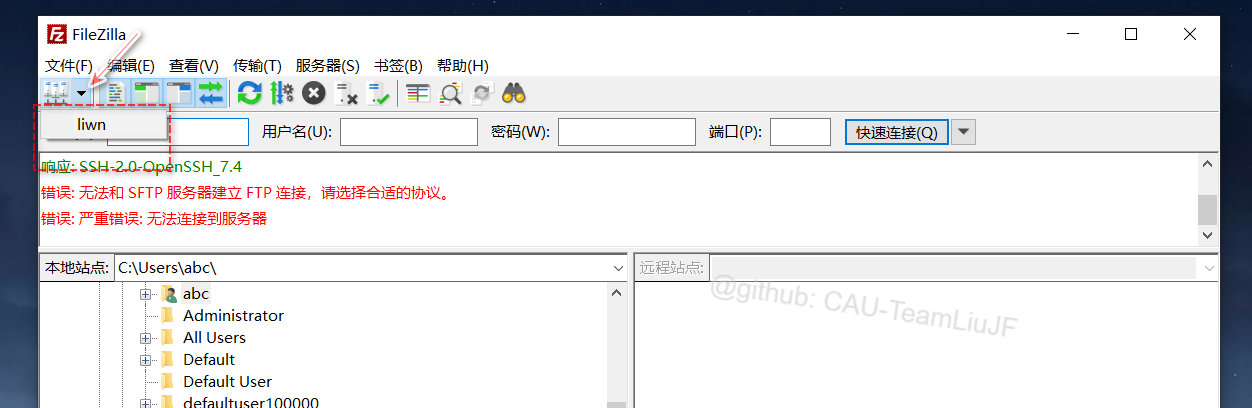 FileZilla
文件(F) 编辑(E) 查看(V) 传输(T) 服务器(S) 书签(B) 帮助(H)
liwn
用户名(U): 密码(W): 端口(P): 快速连接(Q)
响应: SSH-2.0-OpenSSH_7.4
错误: 无法和 SFTP 服务器建立 FTP 连接，请选择合适的协议。
错误: 严重错误: 无法连接到服务器
本地站点: C:\Users\abc\ 远程站点:
@github: CAU-TeamLiuJF
abc
Administrator
All Users
Default
Default User
defaultuser100000